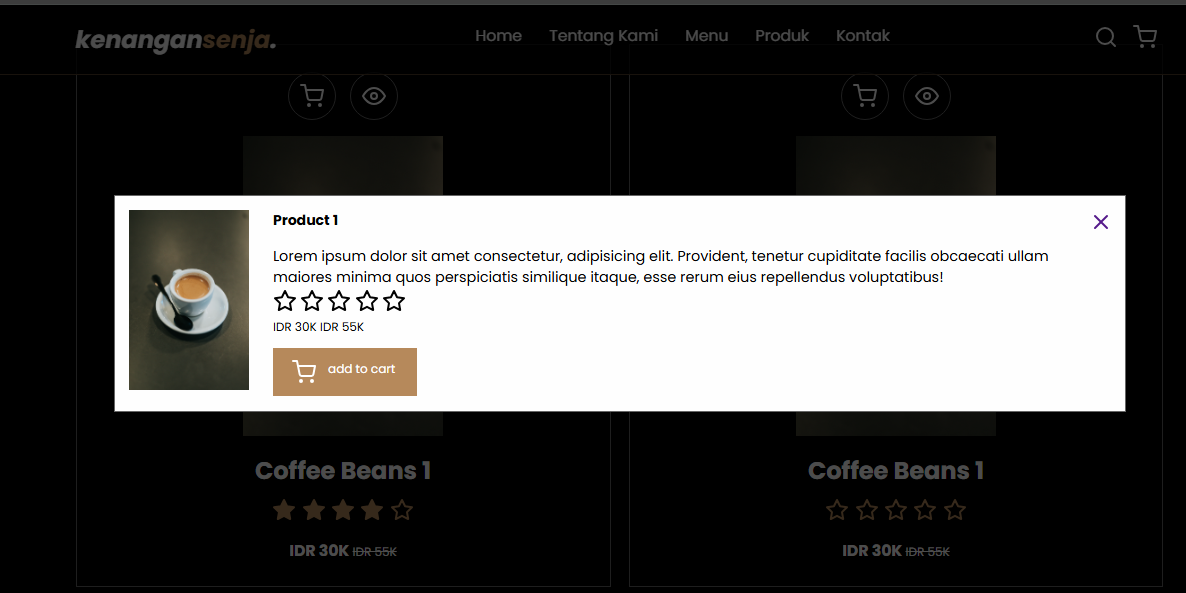 kenangansenja.
Home Tentang Kami Menu Produk Kontak
Product 1
Lorem ipsum dolor sit amet consectetur, adipisicing elit. Provident, tenetur cupiditate facilis obcaecati ullam
maiores minima quos perspiciatis similique itaque, esse rerum eius repellendus voluptatibus!
IDR 30K IDR 55K
add to cart
Coffee Beans 1 Coffee Beans 1
IDR 30K IDR 55K IDR 30K IDR 55K